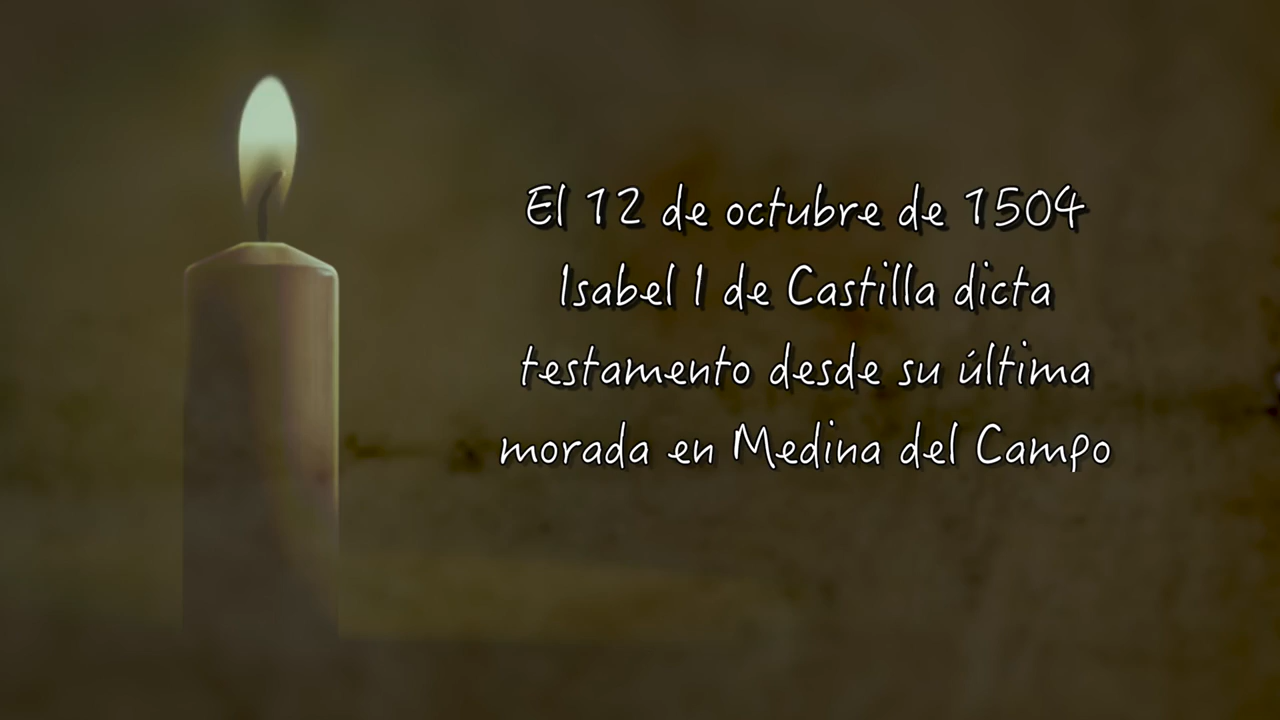 El 12 de octubre de 1504
Isabel I de Castilla dicta
testamento desde su última
morada en Medina del Campo